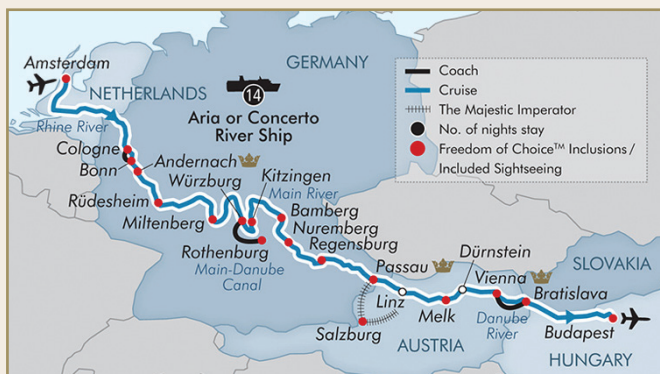 Amsterdam
NETHERLANDS
GERMANY
14
Aria or Concerto
River Ship
Coach
Cruise
The Majestic Imperator
No. of nights stay
Freedom of Choice™ Inclusions /
Included Sightseeing
Rhine River
Cologne
Bonn
Andernach
Würzburg
Kitzingen
Main River
Rüdesheim
Miltenberg
Bamberg
Nuremberg
Regensburg
Rothenburg
Main-Danube
Canal
Passau
Dürnstein
Vienna
SLOVAKIA
Linz
Melk
Bratislava
Danube
River
Salzburg
AUSTRIA
Budapest
HUNGARY